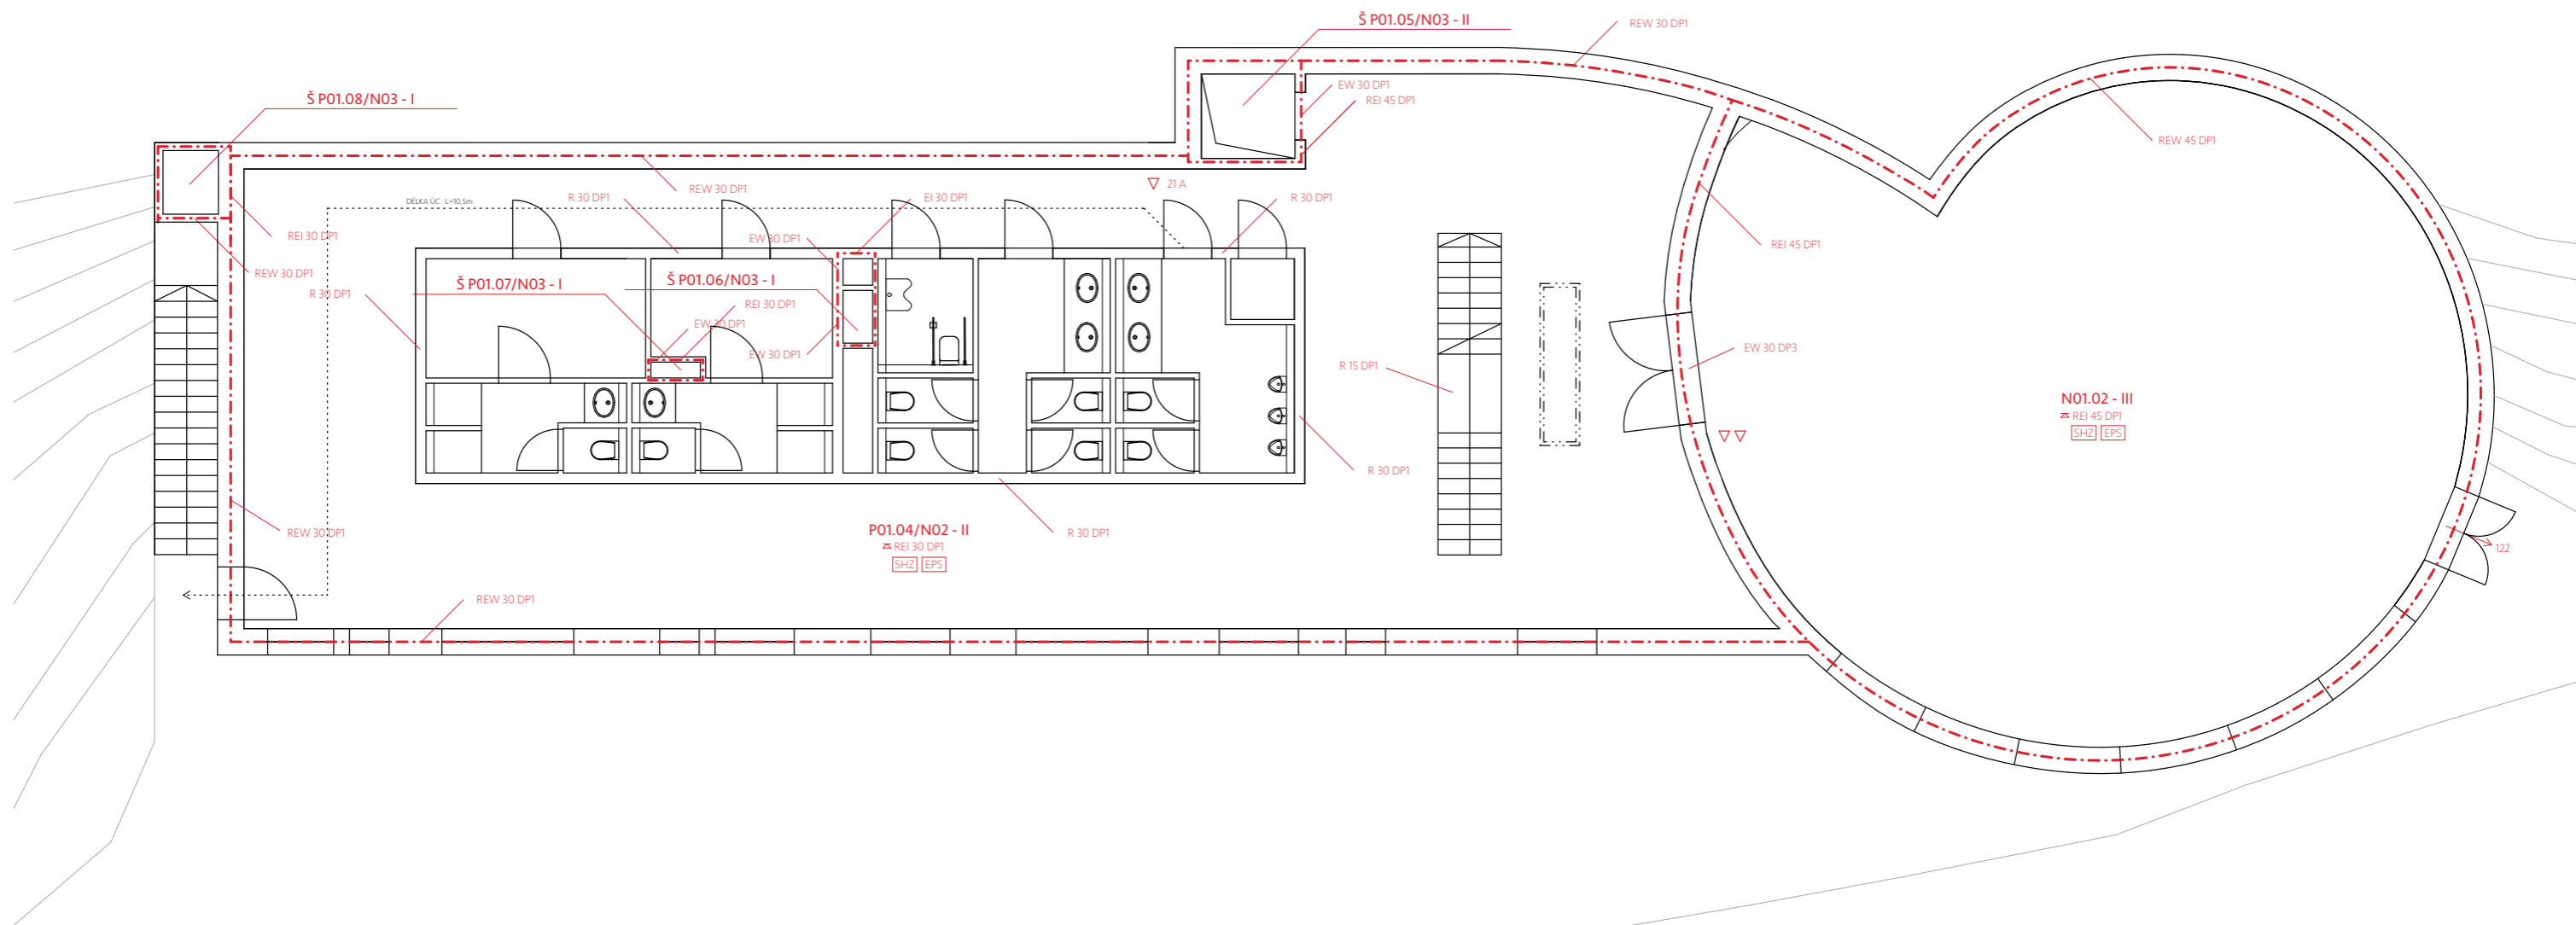 Š P01.05/N03 - II
REW 30 DP1
Š P01.08/N03 - I
EW 30 DP1
REI 45 DP1
REW 45 DP1
REW 30 DP1
21 A
DÉLKA ÚC L=10,5m
R 30 DP1
EI 30 DP1
R 30 DP1
REI 30 DP1
EW 30 DP1
REI 45 DP1
REW 30 DP1
Š P01.07/N03 - I
Š P01.06/N03 - I
R 30 DP1
REI 30 DP1
EW 30 DP1
EW 30 DP1
EW 30 DP3
R 15 DP1
N01.02 - III
REI 45 DP1
SHZ EPS
R 30 DP1
REW 30 DP1
P01.04/N02 - II
R 30 DP1
REI 30 DP1
122
SHZ EPS
REW 30 DP1